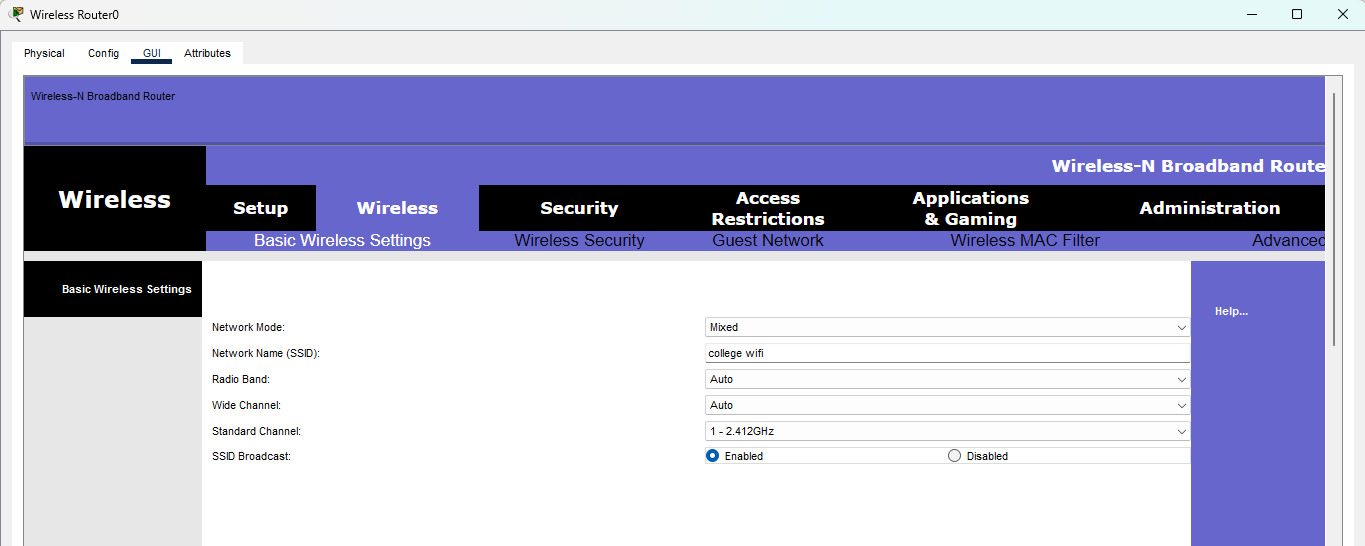 Wireless Router0
Physical Config GUI Attributes
Wireless-N Broadband Router
Wireless-N Broadband Route
Wireless
Setup Wireless Security Access Restrictions Applications & Gaming Administration
Basic Wireless Settings Wireless Security Guest Network Wireless MAC Filter Advanced
Basic Wireless Settings
Help...
Network Mode: Mixed
Network Name (SSID): college wifi
Radio Band: Auto
Wide Channel: Auto
Standard Channel: 1 - 2.412GHz
SSID Broadcast: Enabled Disabled